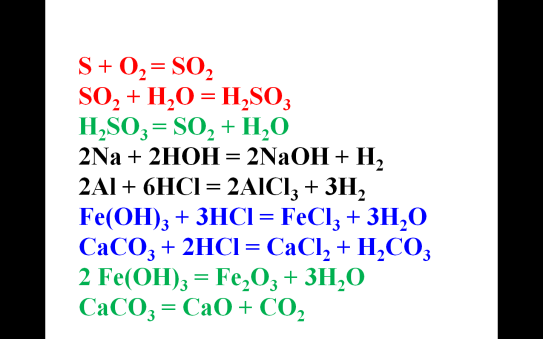 S + O₂ = SO₂
SO₂ + H₂O = H₂SO₃
H₂SO₃ = SO₂ + H₂O
2Na + 2HOH = 2NaOH + H₂
2Al + 6HCl = 2AlCl₃ + 3H₂
Fe(OH)₃ + 3HCl = FeCl₃ + 3H₂O
CaCO₃ + 2HCl = CaCl₂ + H₂CO₃
2 Fe(OH)₃ = Fe₂O₃ + 3H₂O
CaCO₃ = CaO + CO₂